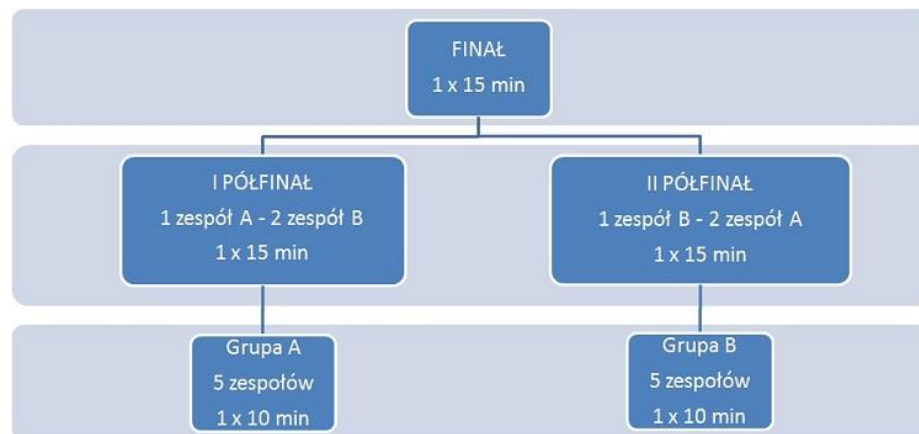 FINAŁ
1 x 15 min
I PÓŁFINAŁ
1 zespół A - 2 zespół B
1 x 15 min
II PÓŁFINAŁ
1 zespół B - 2 zespół A
1 x 15 min
Grupa A
5 zespołów
1 x 10 min
Grupa B
5 zespołów
1 x 10 min